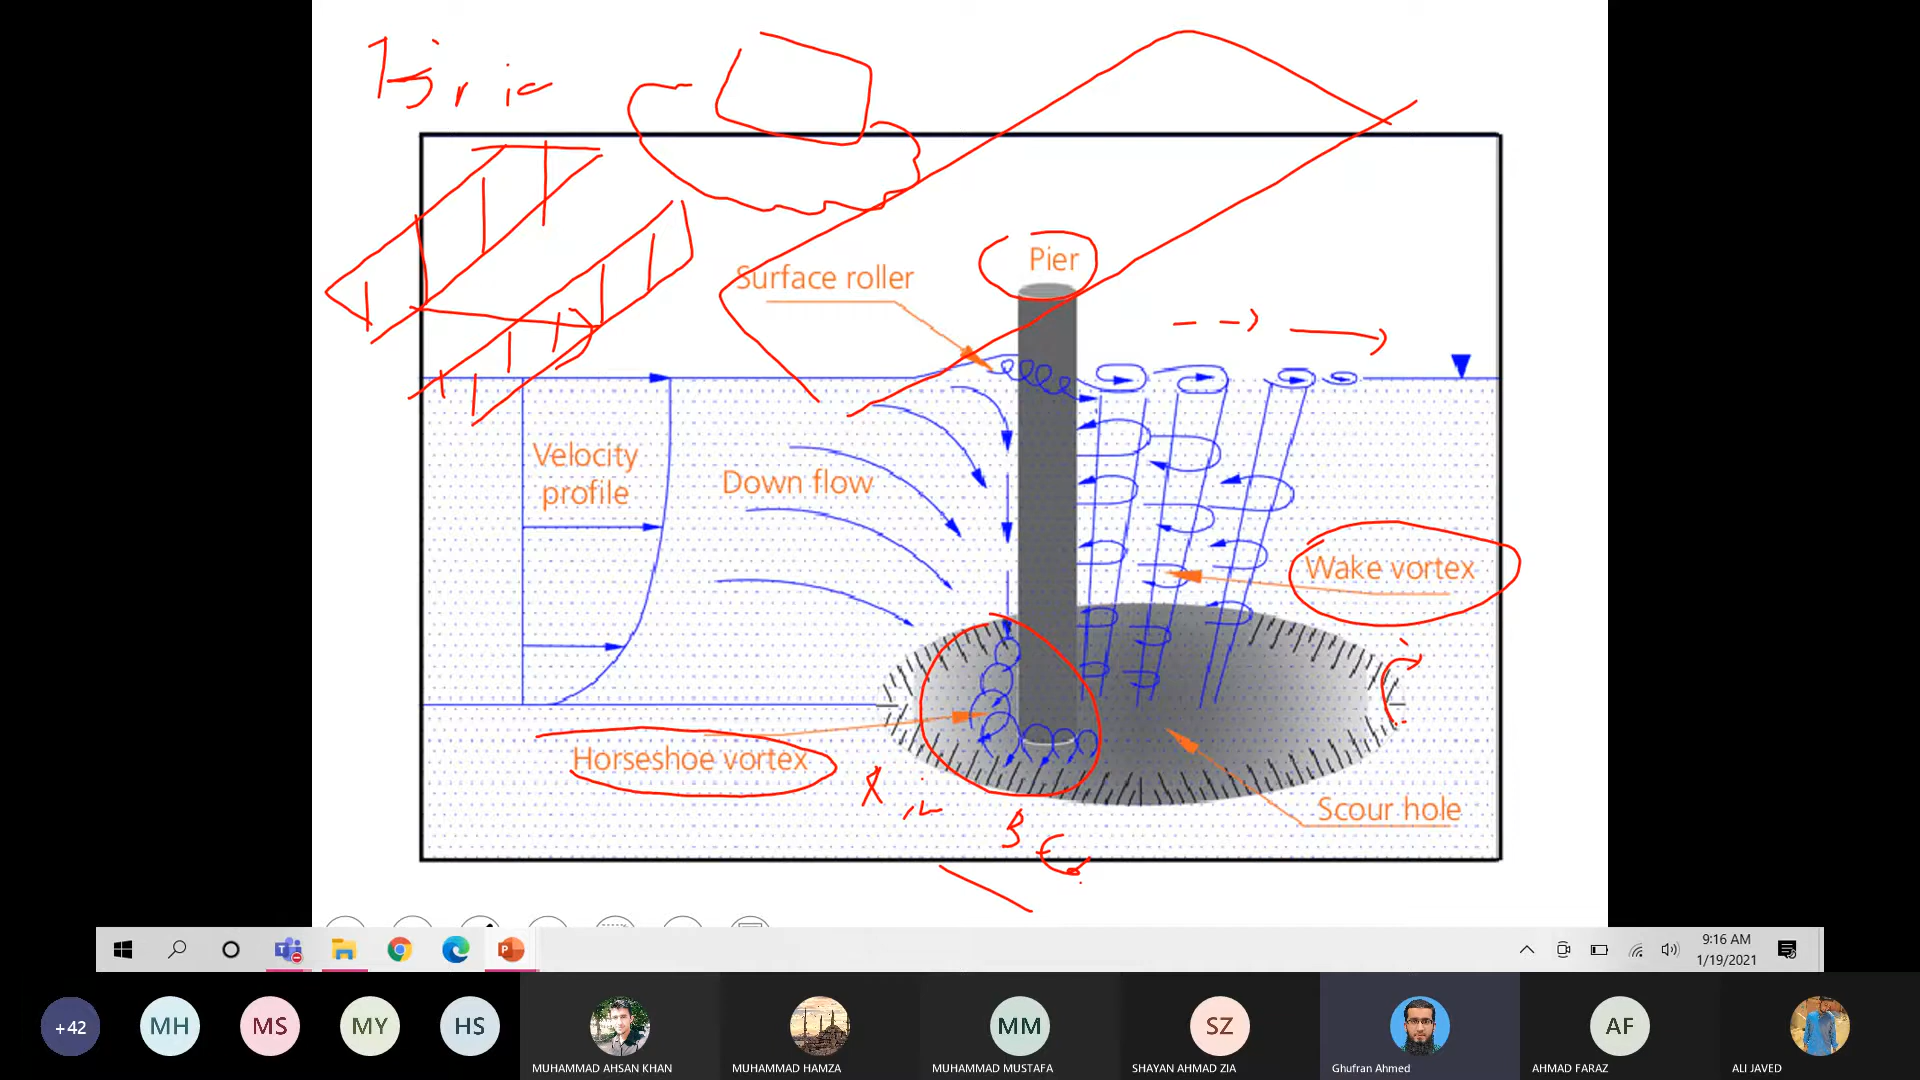 Pier
Surface roller
Velocity
profile
Down flow
Wake vortex
Horseshoe vortex
Scour hole
9:16 AM
1/19/2021
+42
MH
MS
MY
HS
MM
SZ
AF
MUHAMMAD AHSAN KHAN
MUHAMMAD HAMZA
MUHAMMAD MUSTAFA
SHAYAN AHMAD ZIA
Ghufran Ahmed
AHMAD FARAZ
ALI JAVED